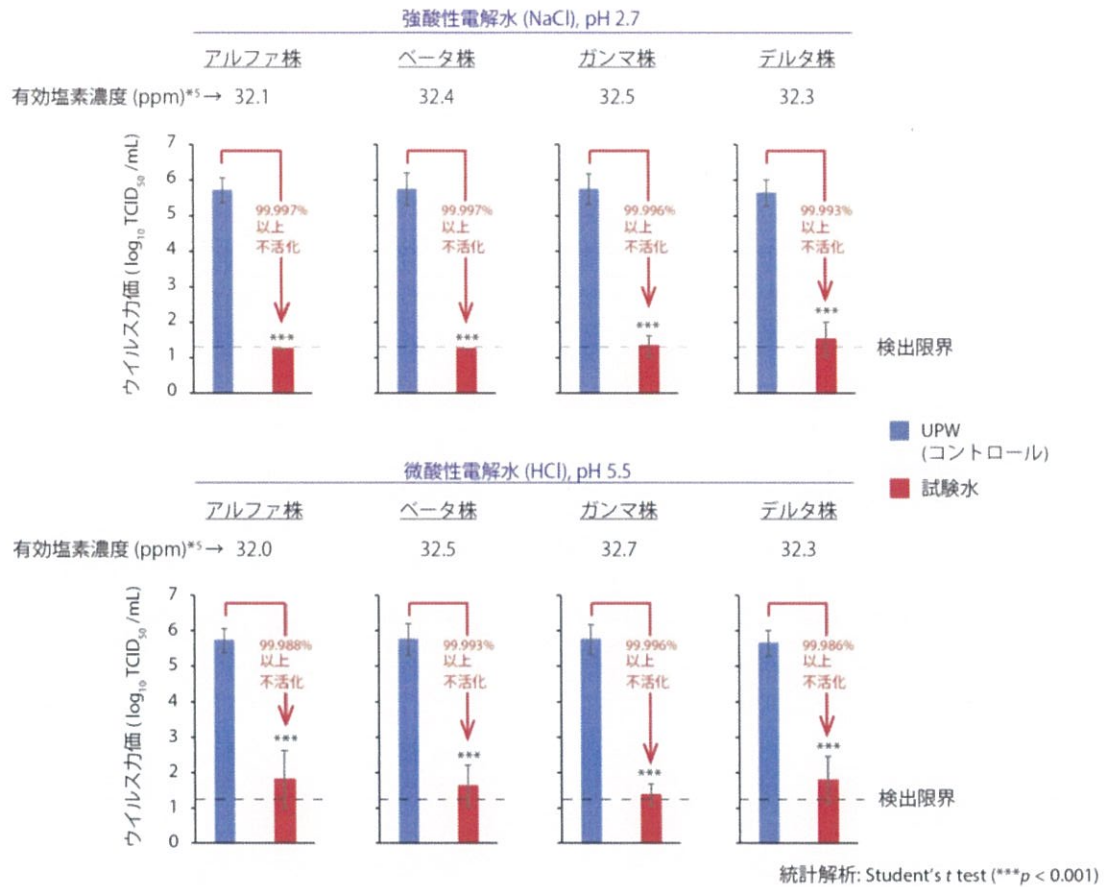 強酸性電解水 (NaCl), pH 2.7
アルファ株 ベータ株 ガンマ株 デルタ株
有効塩素濃度 (ppm)*⁵→ 32.1 32.4 32.5 32.3
ウイルス力価 (log₁₀ TCID₅₀/mL)
7
6
5
4
3
2
1
0
99.997%
以上
不活化
***
99.997%
以上
不活化
***
99.996%
以上
不活化
***
99.993%
以上
不活化
***
検出限界
UPW
(コントロール)
試験水
微酸性電解水 (HCl), pH 5.5
アルファ株 ベータ株 ガンマ株 デルタ株
有効塩素濃度 (ppm)*⁵→ 32.0 32.5 32.7 32.3
ウイルス力価 (log₁₀ TCID₅₀/mL)
7
6
5
4
3
2
1
0
99.988%
以上
不活化
***
99.993%
以上
不活化
***
99.996%
以上
不活化
***
99.986%
以上
不活化
***
検出限界
統計解析: Student's t test (***p < 0.001)